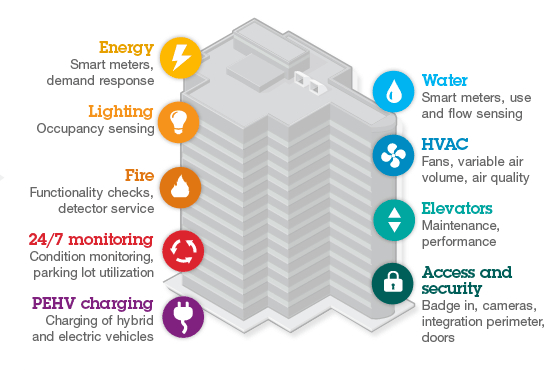 Energy
Smart meters,
demand response
Lighting
Occupancy sensing
Fire
Functionality checks,
detector service
24/7 monitoring
Condition monitoring,
parking lot utilization
PEHV charging
Charging of hybrid
and electric vehicles
Water
Smart meters, use
and flow sensing
HVAC
Fans, variable air
volume, air quality
Elevators
Maintenance,
performance
Access and
security
Badge in, cameras,
integration perimeter,
doors